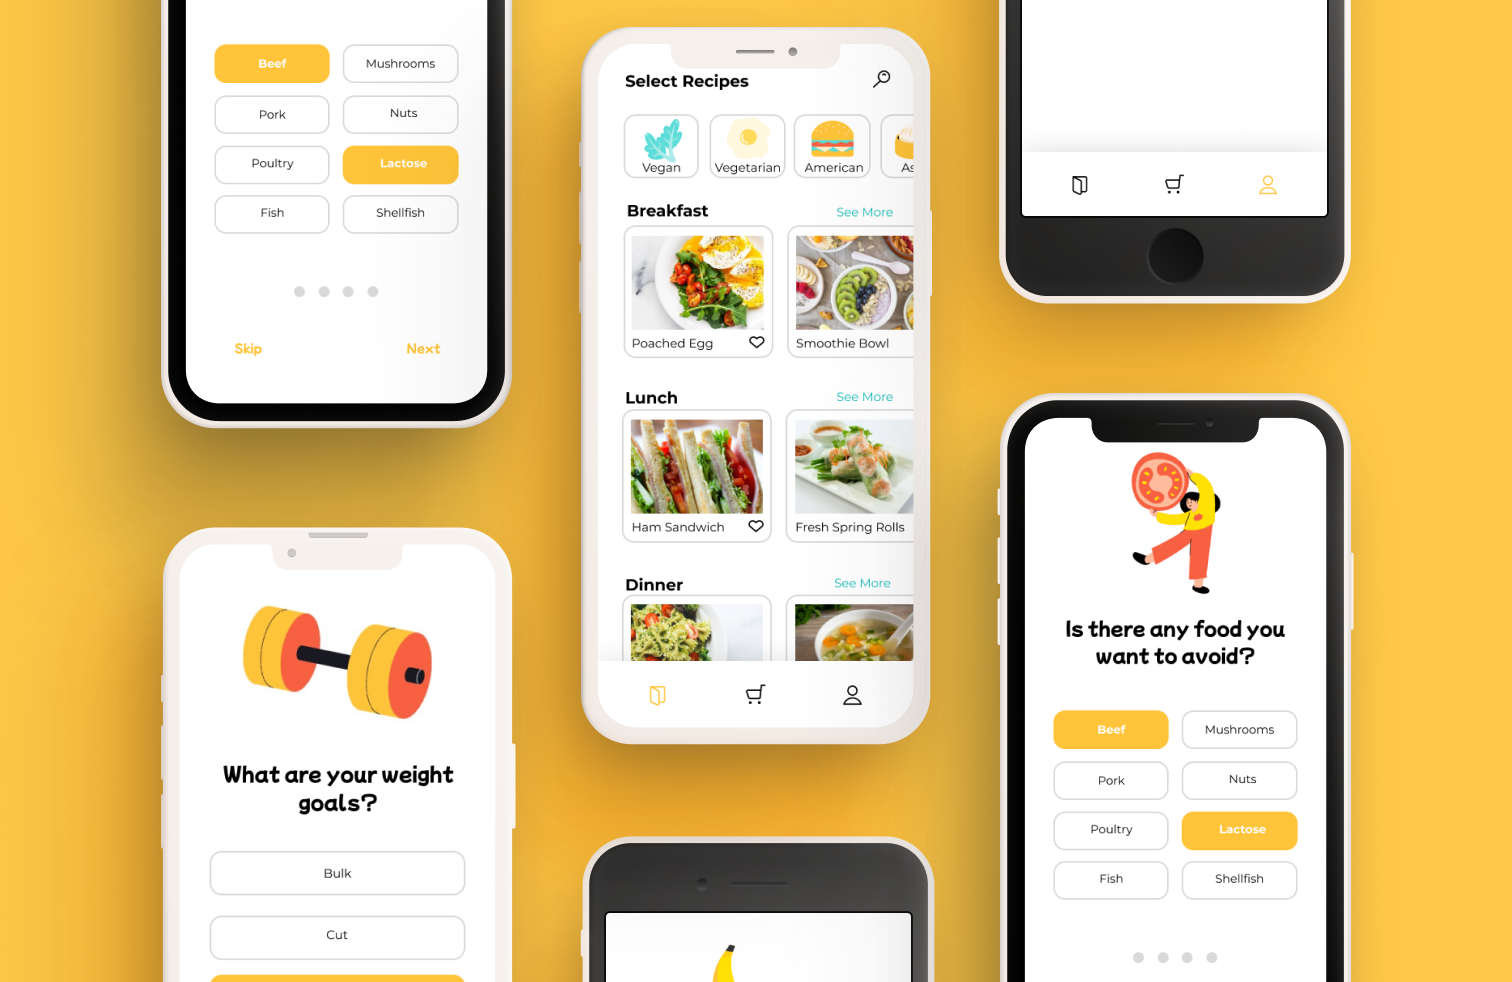 Beef
Mushrooms
Pork
Nuts
Poultry
Lactose
Fish
Shellfish
Skip
Next
What are your weight
goals?
Bulk
Cut
Select Recipes
Vegan
Vegetarian
American
As
Breakfast
See More
Poached Egg
Smoothie Bowl
Lunch
See More
Ham Sandwich
Fresh Spring Rolls
Dinner
See More
Is there any food you
want to avoid?
Beef
Mushrooms
Pork
Nuts
Poultry
Lactose
Fish
Shellfish